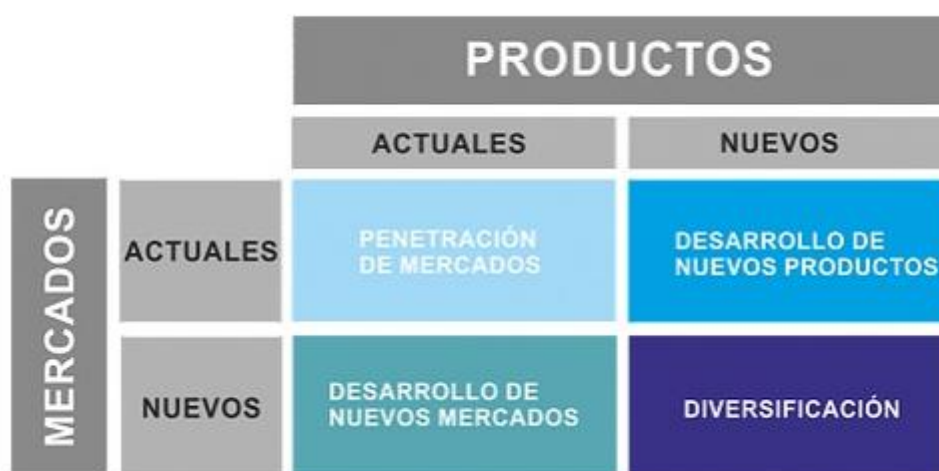 PRODUCTOS
ACTUALES
NUEVOS
MERCADOS
ACTUALES
PENETRACIÓN
DE MERCADOS
DESARROLLO DE
NUEVOS PRODUCTOS
NUEVOS
DESARROLLO DE
NUEVOS MERCADOS
DIVERSIFICACIÓN